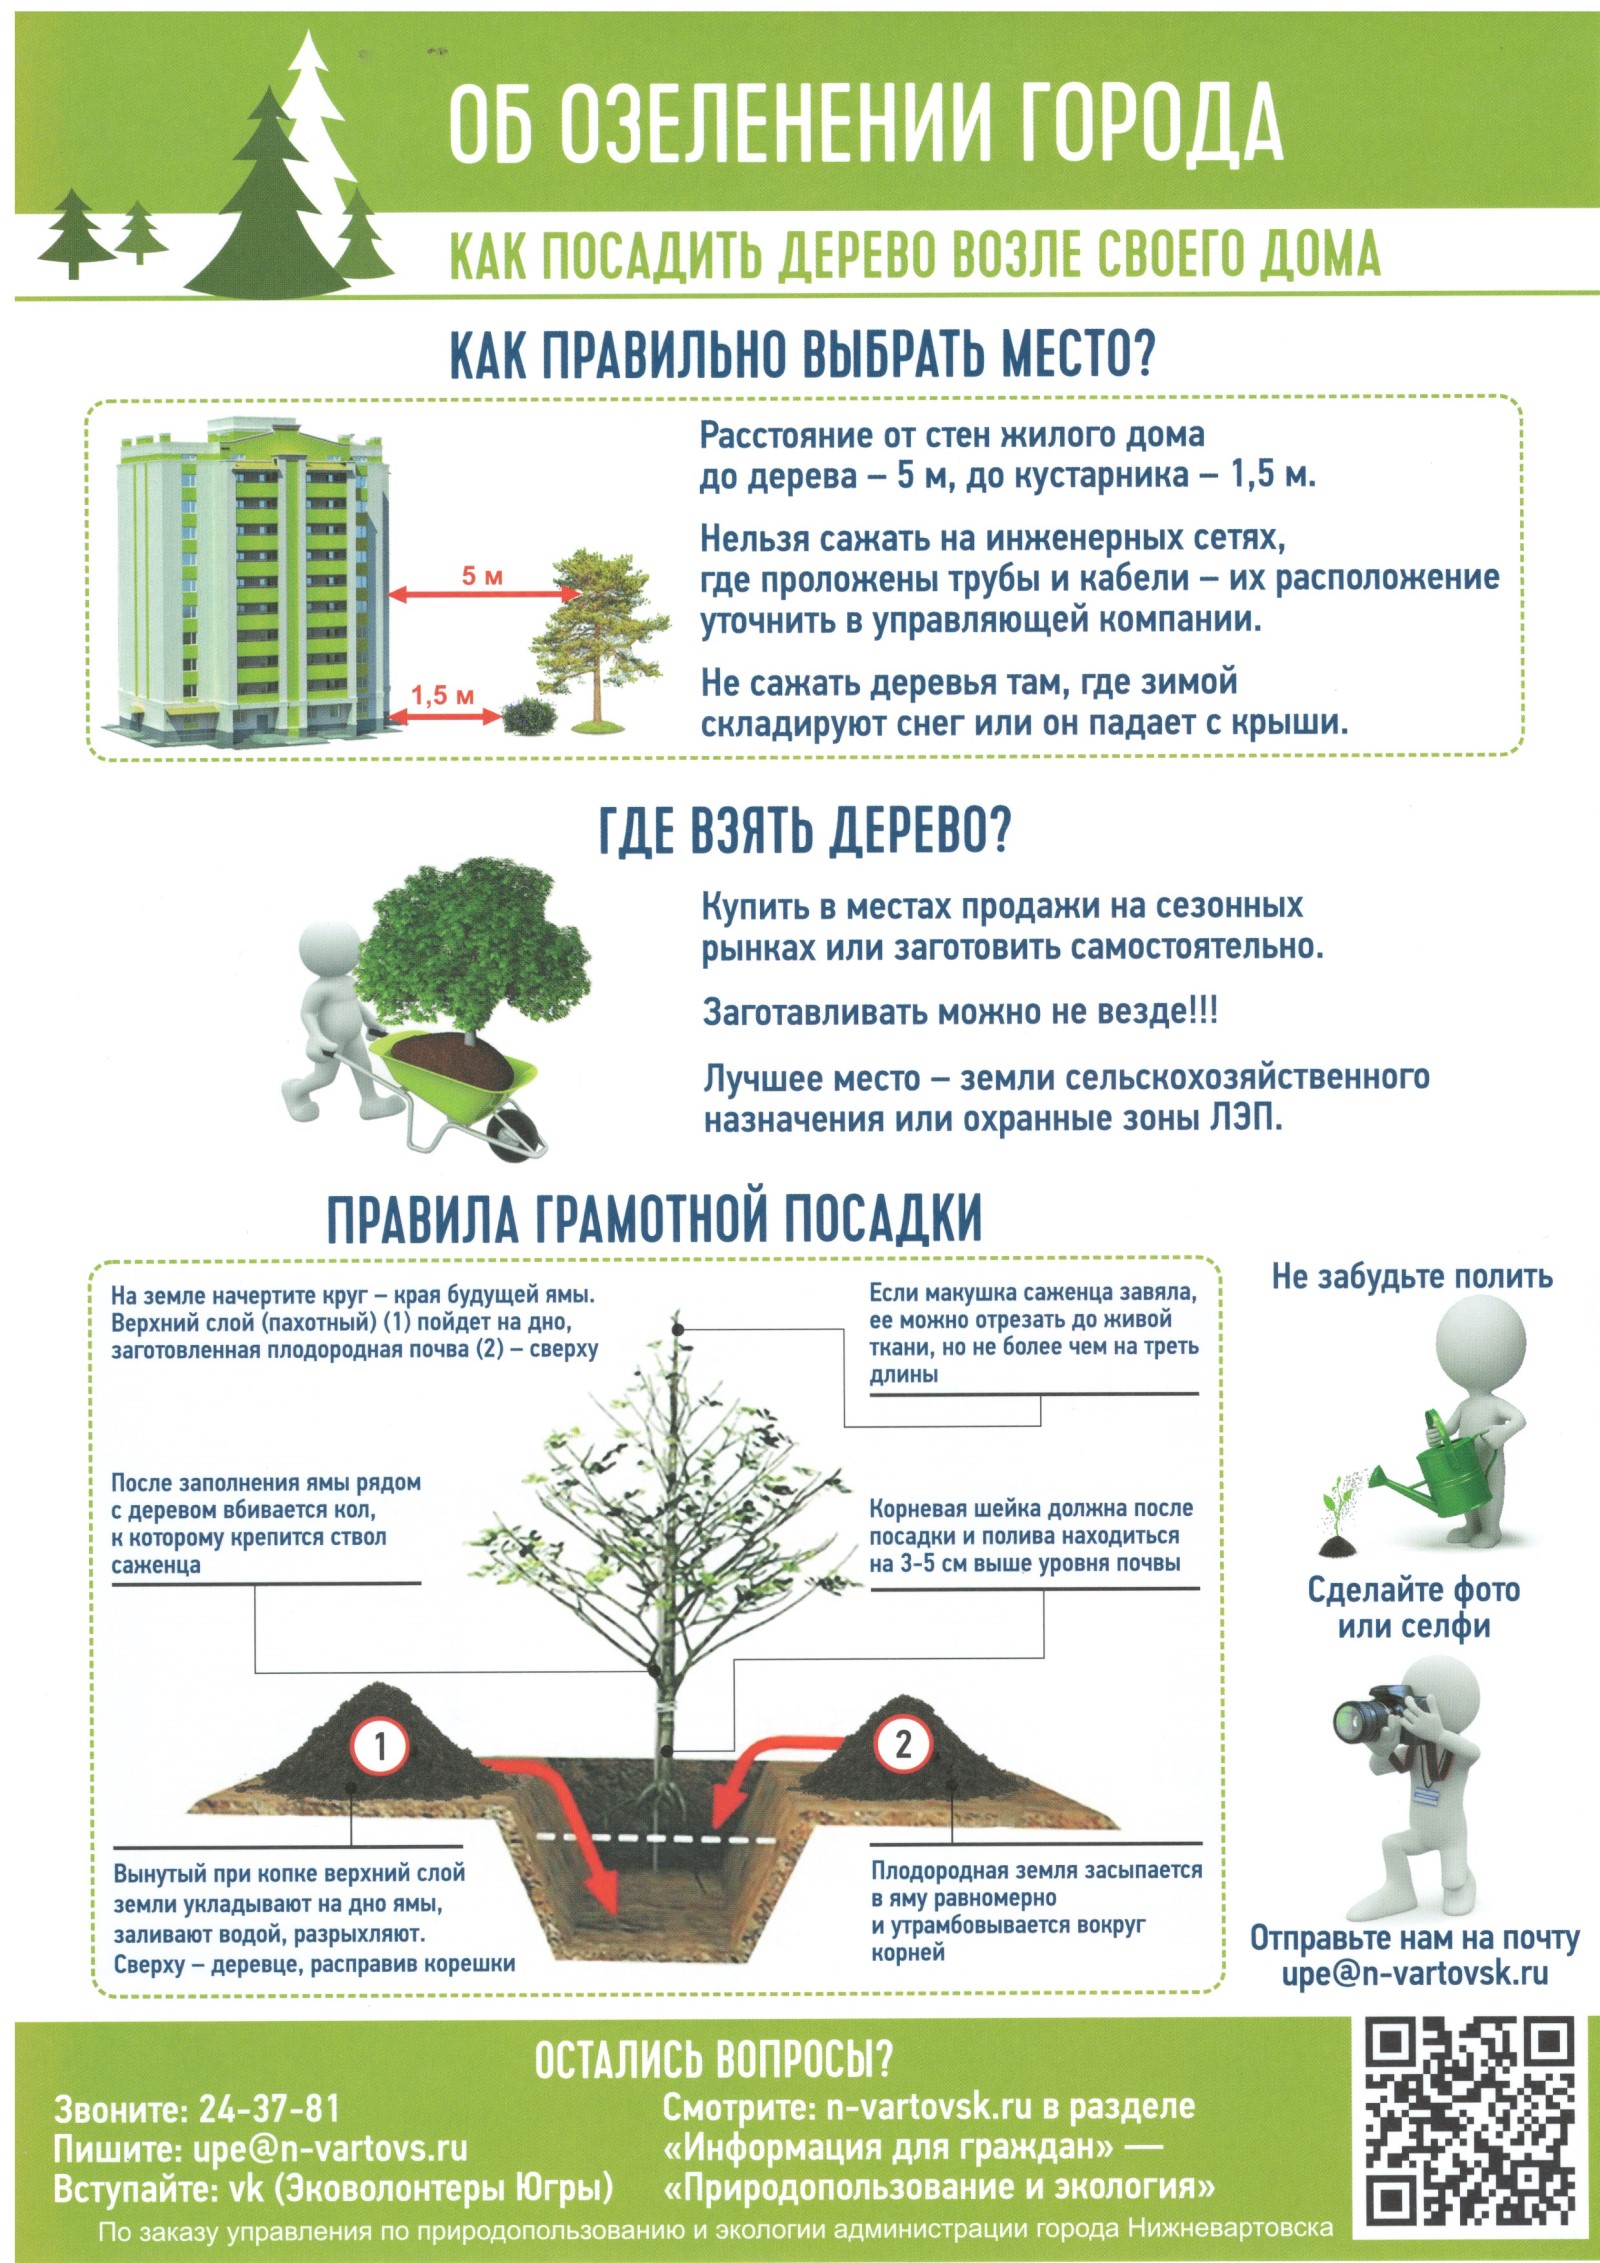 ОБ ОЗЕЛЕНЕНИИ ГОРОДА
КАК ПОСАДИТЬ ДЕРЕВО ВОЗЛЕ СВОЕГО ДОМА
КАК ПРАВИЛЬНО ВЫБРАТЬ МЕСТО?
5 м
1,5 м
Расстояние от стен жилого дома
до дерева – 5 м, до кустарника – 1,5 м.
Нельзя сажать на инженерных сетях,
где проложены трубы и кабели – их расположение
уточнить в управляющей компании.
Не сажать деревья там, где зимой
складируют снег или он падает с крыши.
ГДЕ ВЗЯТЬ ДЕРЕВО?
Купить в местах продажи на сезонных
рынках или заготовить самостоятельно.
Заготавливать можно не везде!!!
Лучшее место – земли сельскохозяйственного
назначения или охранные зоны ЛЭП.
ПРАВИЛА ГРАМОТНОЙ ПОСАДКИ
На земле начертите круг – края будущей ямы.
Верхний слой (пахотный) (1) пойдет на дно,
заготовленная плодородная почва (2) – сверху
Если макушка саженца завяла,
ее можно отрезать до живой
ткани, но не более чем на треть
длины
После заполнения ямы рядом
с деревом вбивается кол,
к которому крепится ствол
саженца
Корневая шейка должна после
посадки и полива находиться
на 3-5 см выше уровня почвы
1
2
Вынутый при копке верхний слой
земли укладывают на дно ямы,
заливают водой, разрыхляют.
Сверху – деревце, расправив корешки
Плодородная земля засыпается
в яму равномерно
и утрамбовывается вокруг
корней
Не забудьте полить
Сделайте фото
или селфи
Отправьте нам на почту
upe@n-vartovsk.ru
ОСТАЛИСЬ ВОПРОСЫ?
Звоните: 24-37-81
Пишите: upe@n-vartovs.ru
Вступайте: vk (Эковолонтеры Югры)
Смотрите: n-vartovsk.ru в разделе
«Информация для граждан» —
«Природопользование и экология»
По заказу управления по природопользованию и экологии администрации города Нижневартовска